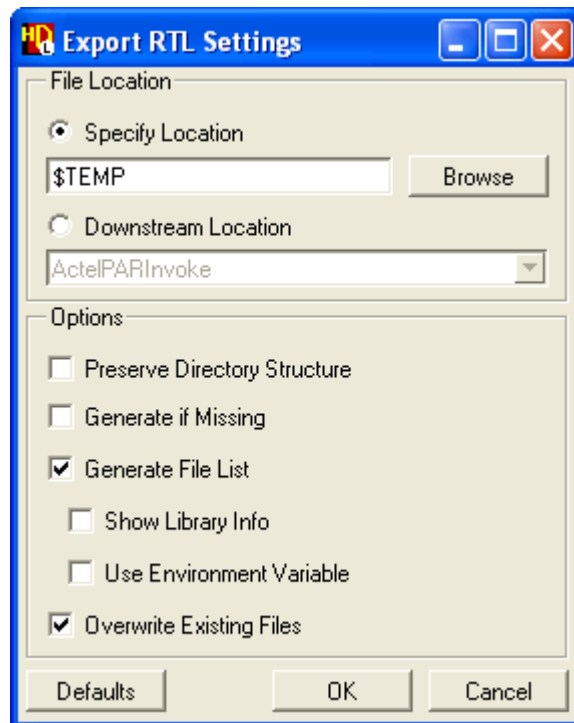 HDL Export RTL Settings
File Location
Specify Location
$TEMP Browse
Downstream Location
ActelPARInvoke
Options
Preserve Directory Structure
Generate if Missing
Generate File List
Show Library Info
Use Environment Variable
Overwrite Existing Files
Defaults OK Cancel